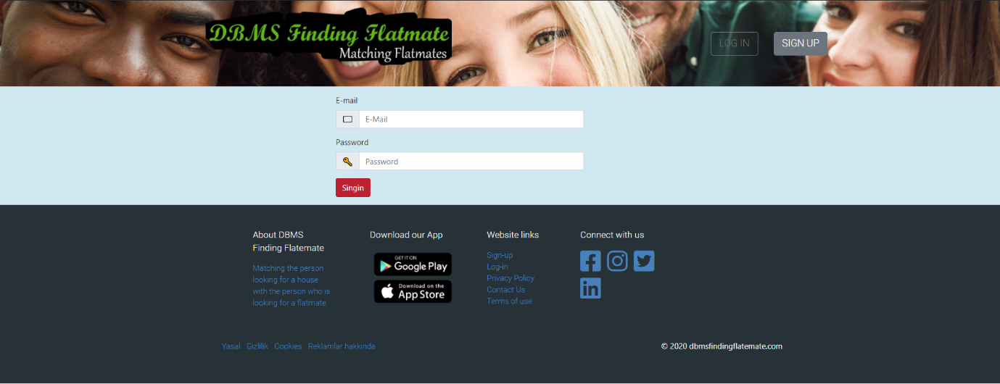 DBMS Finding Flatmate
Matching Flatmates
LOG IN
SIGN UP
E-mail
E-Mail
Password
Password
Singin
About DBMS
Finding Flatemate
Matching the person
looking for a house
with the person who is
looking for a flatmate.
Download our App
GET IT ON
Google Play
Download on the
App Store
Website links
Sign-up
Log-in
Privacy Policy
Contact Us
Terms of use
Connect with us
Yasal Gizlilik Cookies Reklamlar hakkında
© 2020 dbmsfindingflatemate.com